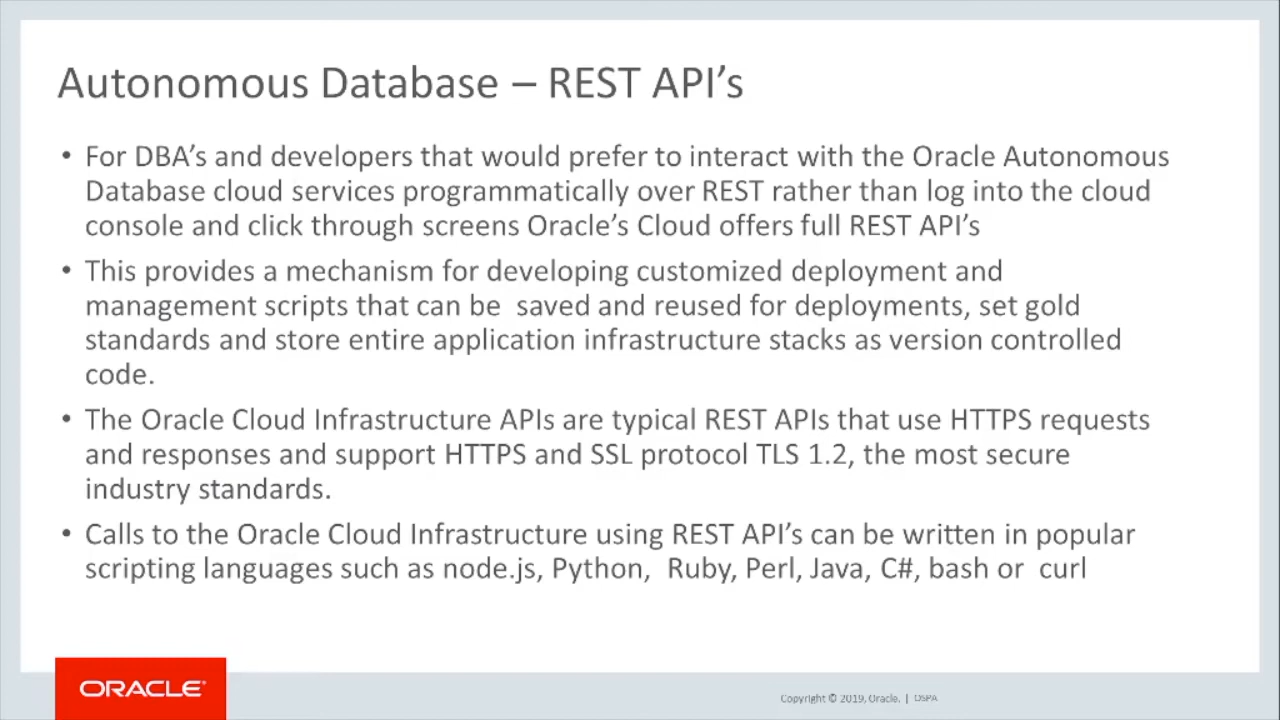 Autonomous Database – REST API’s
• For DBA’s and developers that would prefer to interact with the Oracle Autonomous
Database cloud services programmatically over REST rather than log into the cloud
console and click through screens Oracle’s Cloud offers full REST API’s
• This provides a mechanism for developing customized deployment and
management scripts that can be  saved and reused for deployments, set gold
standards and store entire application infrastructure stacks as version controlled
code.
• The Oracle Cloud Infrastructure APIs are typical REST APIs that use HTTPS requests
and responses and support HTTPS and SSL protocol TLS 1.2, the most secure
industry standards.
• Calls to the Oracle Cloud Infrastructure using REST API’s can be written in popular
scripting languages such as node.js, Python,  Ruby, Perl, Java, C#, bash or  curl
ORACLE®
Copyright © 2019, Oracle. | OSPA